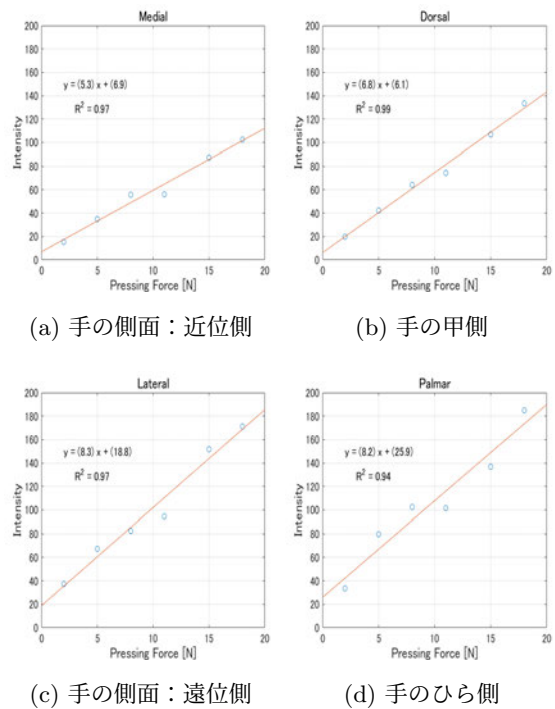 Medial
200
180
160
140
120
100
80
60
40
20
0
y = (5.3) x + (6.9)
R² = 0.97
Intensity
0 5 10 15 20
Pressing Force [N]
(a) 手の側面：近位側
Dorsal
200
180
160
140
120
100
80
60
40
20
0
y = (6.8) x + (6.1)
R² = 0.99
Intensity
0 5 10 15 20
Pressing Force [N]
(b) 手の甲側
Lateral
200
180
160
140
120
100
80
60
40
20
0
y = (8.3) x + (18.8)
R² = 0.97
Intensity
0 5 10 15 20
Pressing Force [N]
(c) 手の側面：遠位側
Palmar
200
180
160
140
120
100
80
60
40
20
0
y = (8.2) x + (25.9)
R² = 0.94
Intensity
0 5 10 15 20
Pressing Force [N]
(d) 手のひら側